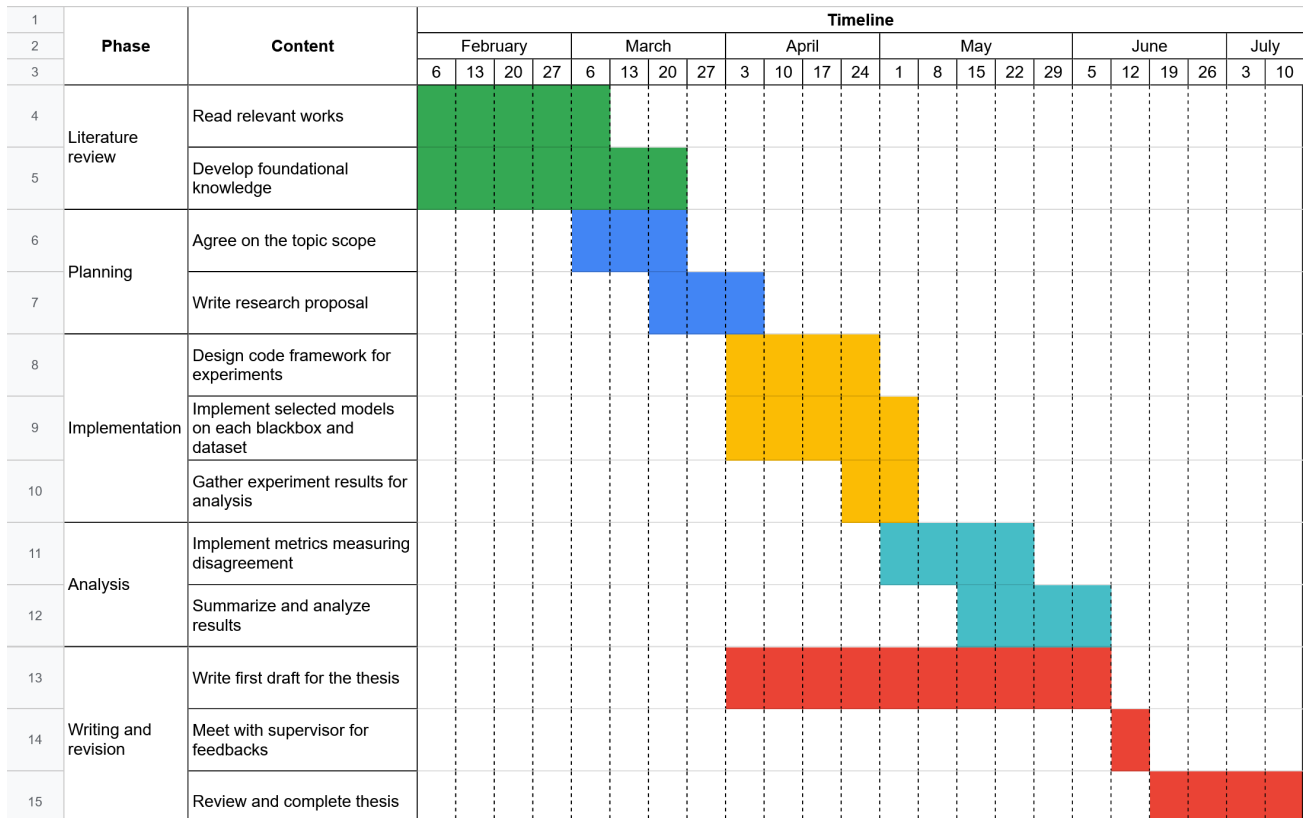 1 Timeline
2 Phase Content February March April May June July
3 6 13 20 27 6 13 20 27 3 10 17 24 1 8 15 22 29 5 12 19 26 3 10
4 Read relevant works
Literature
review
5 Develop foundational
knowledge
6 Agree on the topic scope
Planning
7 Write research proposal
8 Design code framework for
experiments
Implementation
9 Implement selected models
on each blackbox and
dataset
10 Gather experiment results for
analysis
11 Implement metrics measuring
disagreement
Analysis
12 Summarize and analyze
results
13 Write first draft for the thesis
Writing and
revision
14 Meet with supervisor for
feedbacks
15 Review and complete thesis